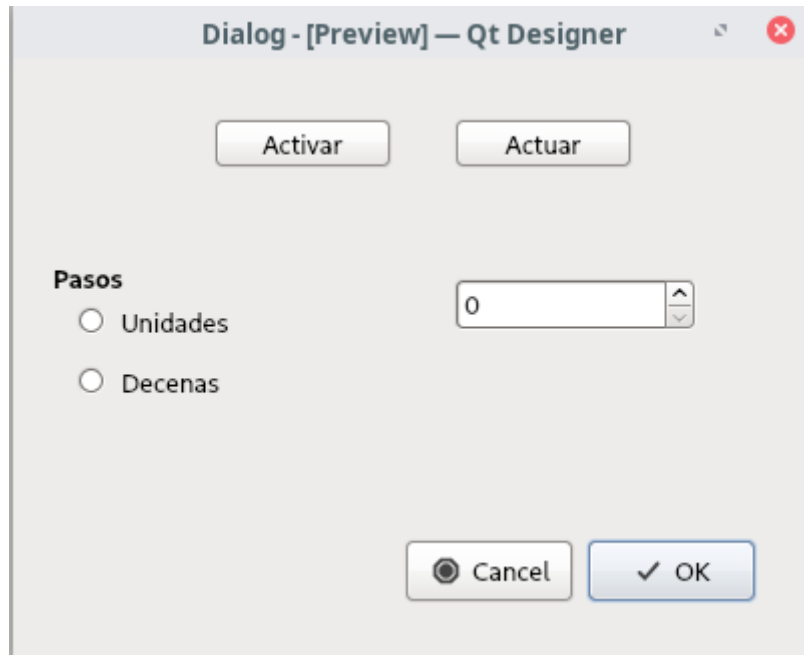 Dialog - [Preview] — Qt Designer
Activar Actuar
Pasos
Unidades 0
Decenas
Cancel OK